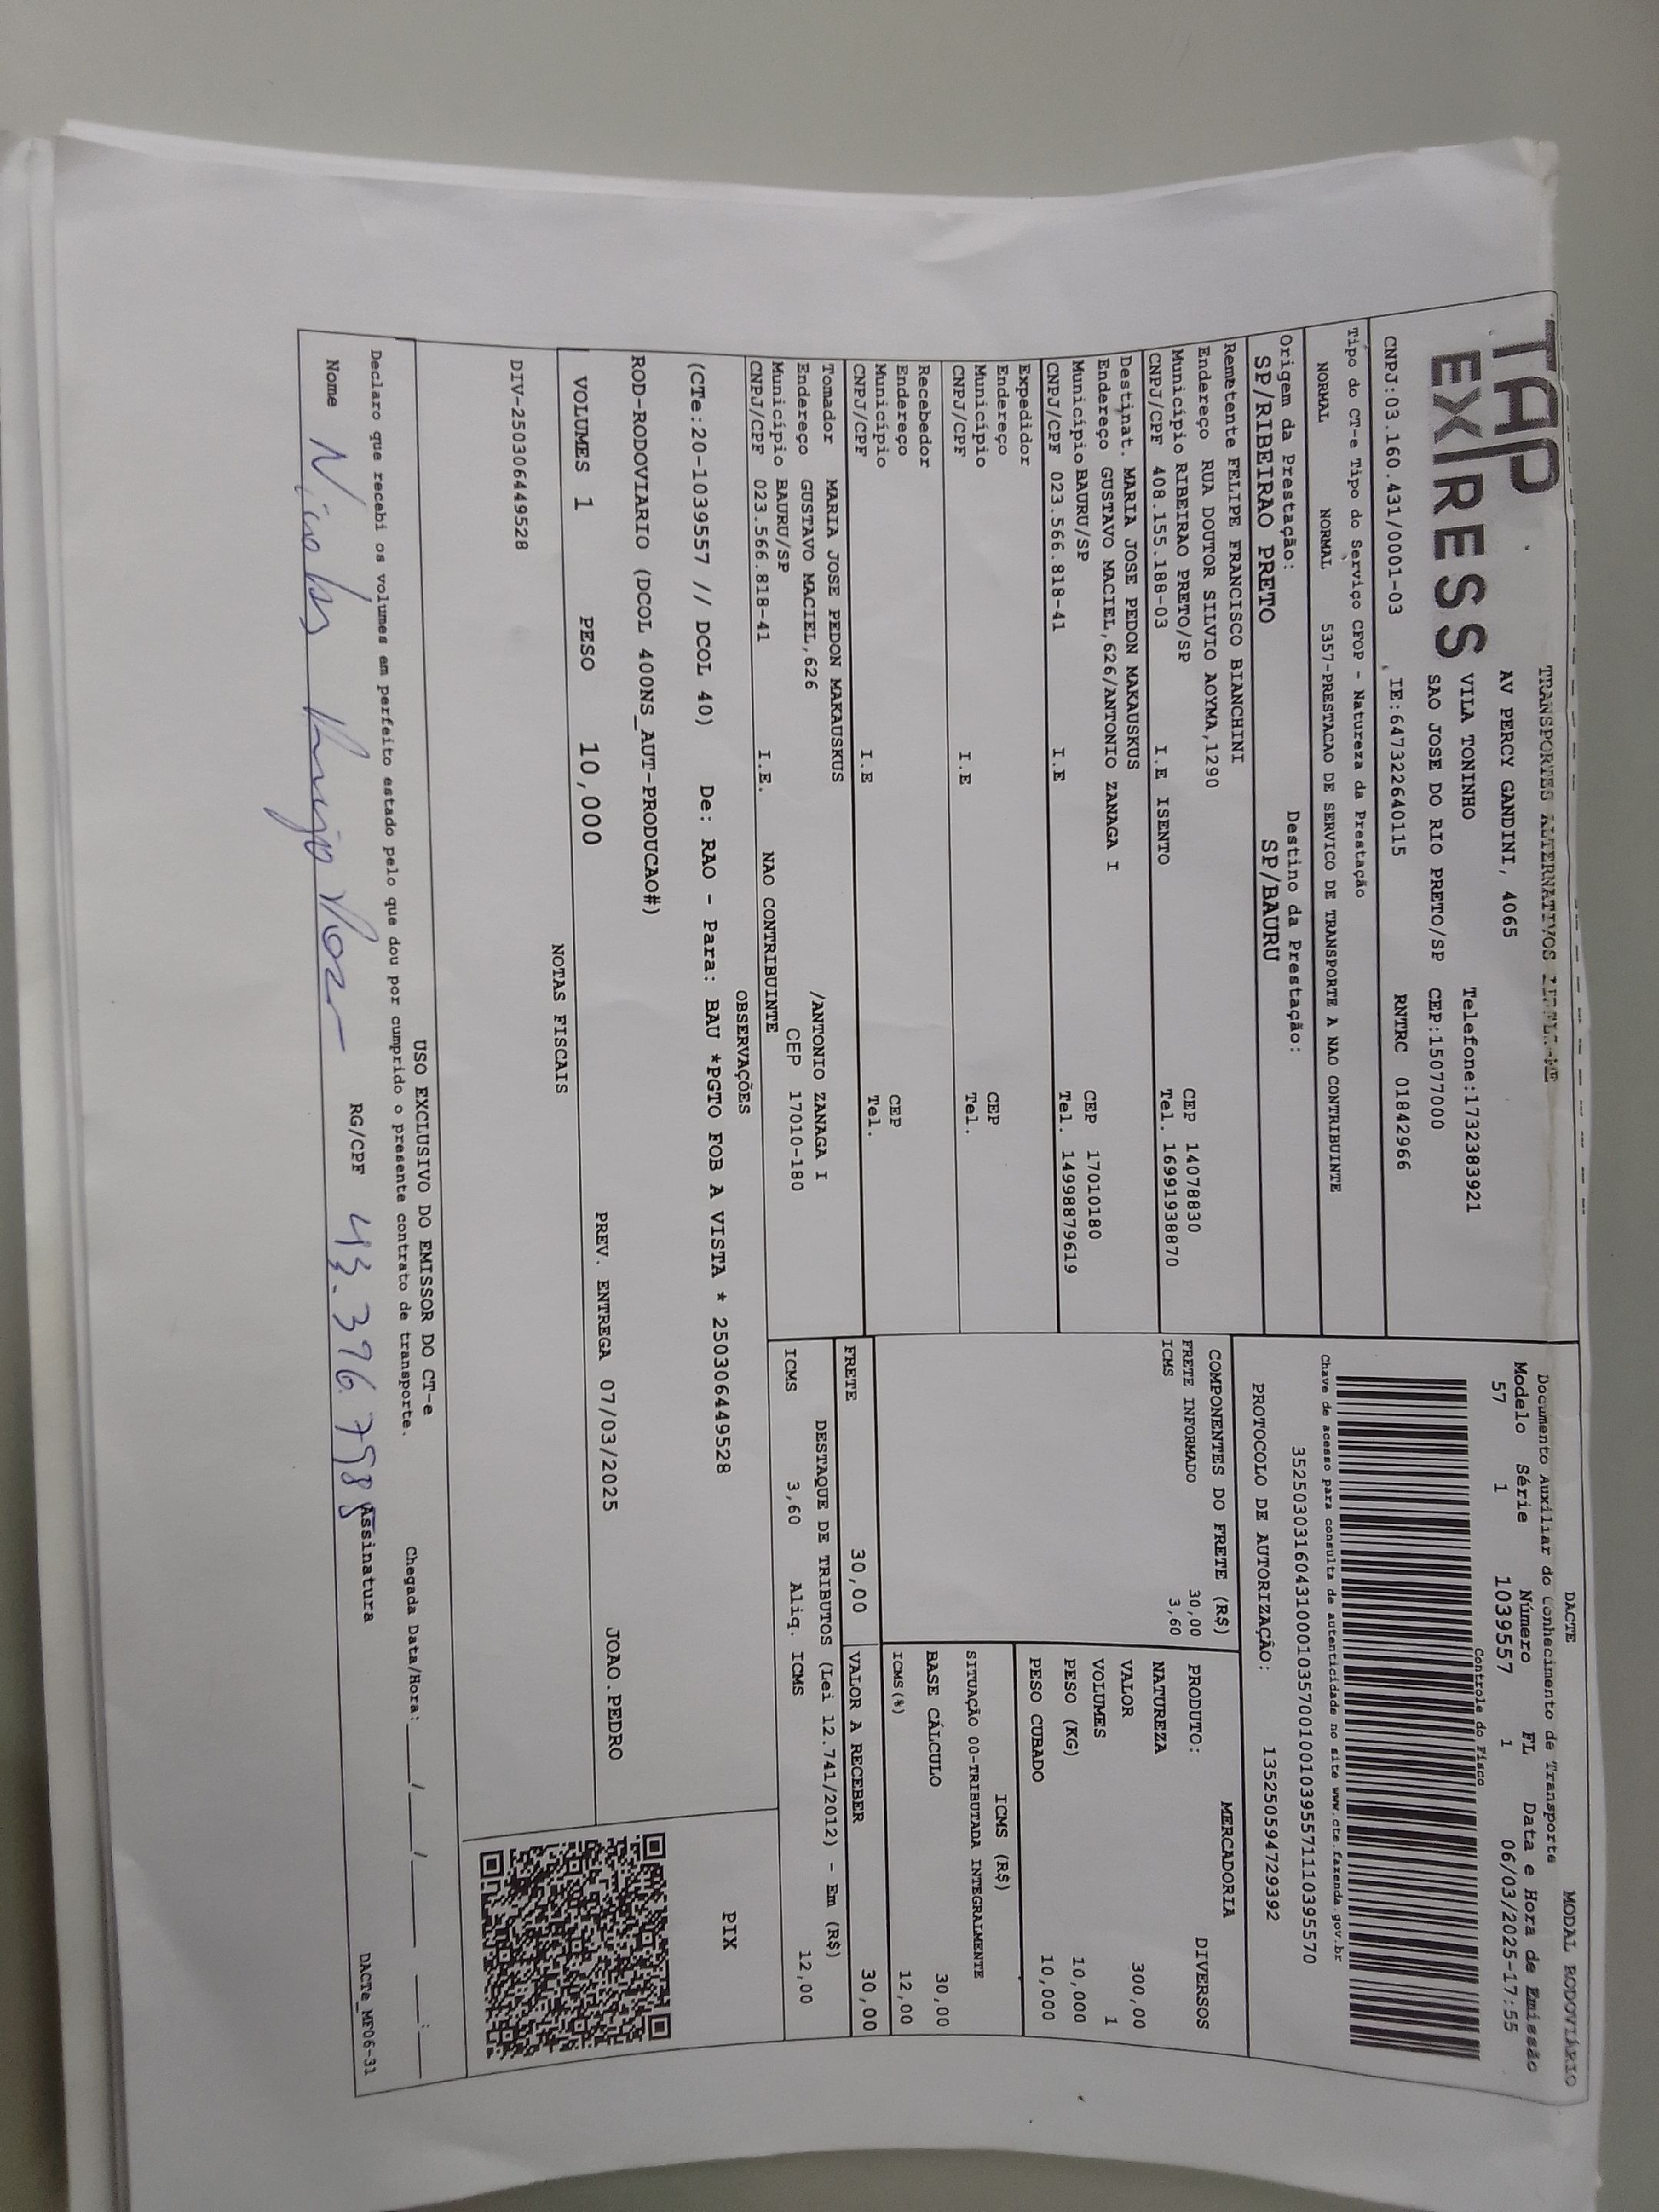 TAP
EXPRESS
TRANSPORTES ALTERNATIVOS
AV PERCY GANDINI, 4065
VILA TONINHO Telefone:1732383921
SAO JOSE DO RIO PRETO/SP CEP:15077000
CNPJ:03.160.431/0001-03 IE:647322640115 RNTRC 01842966
DACTE MODAL RODOVIÁRIO
Documento Auxiliar do Conhecimento de Transporte
Modelo Série Número FL Data e Hora de Emissão
57 1 1039557 1 06/03/2025-17:55
Controle do Fisco
Chave de acesso para consulta de autenticidade no site www.cte.fazenda.gov.br
35250303160431000103570010010395571110395570
PROTOCOLO DE AUTORIZAÇÃO: 135250594729392
Tipo do CT-e Tipo do Serviço CFOP - Natureza da Prestação
NORMAL NORMAL 5357-PRESTACAO DE SERVICO DE TRANSPORTE A NAO CONTRIBUINTE
Origem da Prestação: Destino da Prestação:
SP/RIBEIRAO PRETO SP/BAURU
Remetente FELIPE FRANCISCO BIANCHINI
Endereço RUA DOUTOR SILVIO AOYMA,1290 CEP 14078830
Município RIBEIRAO PRETO/SP
CNPJ/CPF 408.155.188-03 I.E ISENTO Tel. 16991938870
Destinat. MARIA JOSE PEDON MAKAUSKUS
Endereço GUSTAVO MACIEL,626/ANTONIO ZANAGA I CEP 17010180
Município BAURU/SP
CNPJ/CPF 023.566.818-41 I.E Tel. 14998879619
Expedidor
Endereço
Município CEP
CNPJ/CPF I.E Tel.
Recebedor
Endereço
Município CEP
CNPJ/CPF I.E Tel.
Tomador MARIA JOSE PEDON MAKAUSKUS
Endereço GUSTAVO MACIEL,626 /ANTONIO ZANAGA I
Município BAURU/SP CEP 17010-180
CNPJ/CPF 023.566.818-41 I.E. NAO CONTRIBUINTE
COMPONENTES DO FRETE (R$)
FRETE INFORMADO 30,00
ICMS 3,60
MERCADORIA
PRODUTO: DIVERSOS
NATUREZA
VALOR 300,00
VOLUMES 1
PESO (KG) 10,000
PESO CUBADO 10,000
ICMS (R$)
SITUAÇÃO 00-TRIBUTADA INTEGRALMENTE
BASE CÁLCULO 30,00
ICMS(%) 12,00
FRETE 30,00 VALOR A RECEBER 30,00
DESTAQUE DE TRIBUTOS (Lei 12.741/2012) - Em (R$)
ICMS 3,60 Aliq. ICMS 12,00
OBSERVAÇÕES
(CTe:20-1039557 // DCOL 40) De: RAO - Para: BAU *PGTO FOB A VISTA * 250306449528
ROD-RODOVIARIO (DCOL 400NS_AUT-PRODUCAO#)
PIX
VOLUMES 1 PESO 10,000 PREV. ENTREGA 07/03/2025 JOAO.PEDRO
NOTAS FISCAIS
DIV-250306449528
USO EXCLUSIVO DO EMISSOR DO CT-e
Declaro que recebi os volumes em perfeito estado pelo que dou por cumprido o presente contrato de transporte. Chegada Data/Hora:____/____/____ ____:____
Nome RG/CPF 43.396.758 Assinatura
DACTe_MF06-31